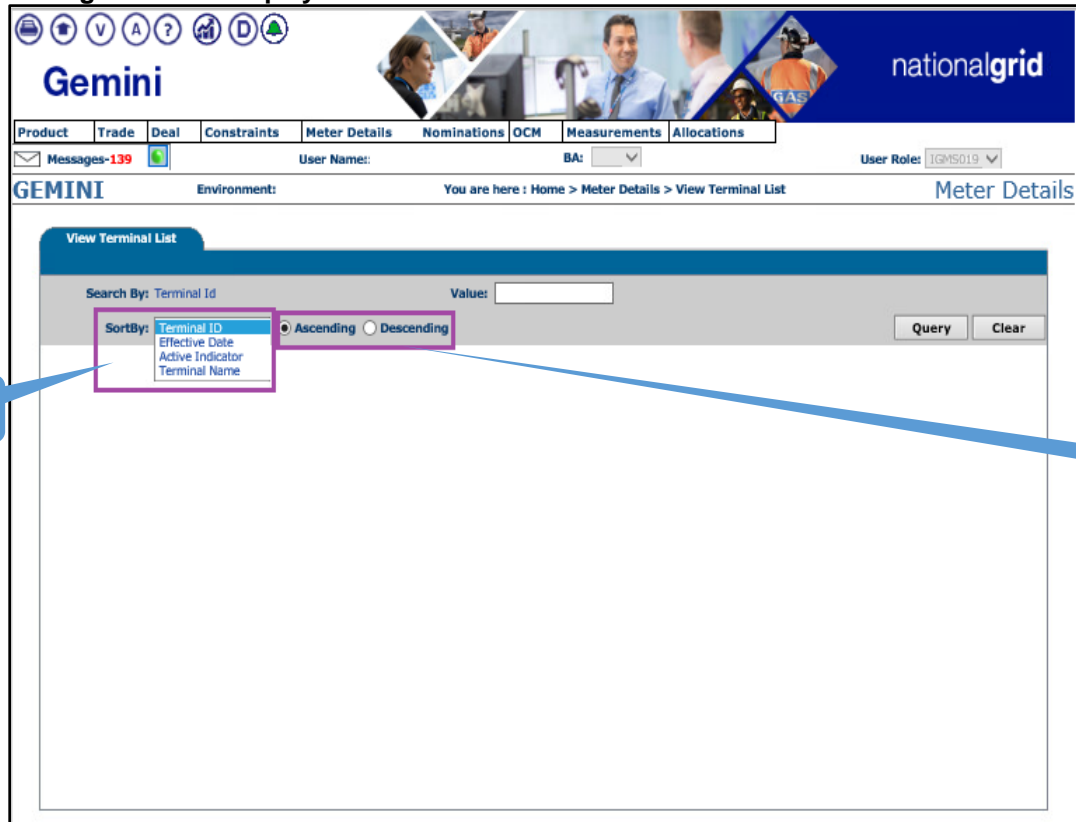 V A ? D
Gemini
nationalgrid
GAS
Product Trade Deal Constraints Meter Details Nominations OCM Measurements Allocations
Messages-139 User Name:: BA: User Role: IGMS019
GEMINI Environment: You are here : Home > Meter Details > View Terminal List Meter Details
View Terminal List
Search By: Terminal Id Value:
SortBy: Terminal ID Ascending Descending Query Clear
Effective Date
Active Indicator
Terminal Name